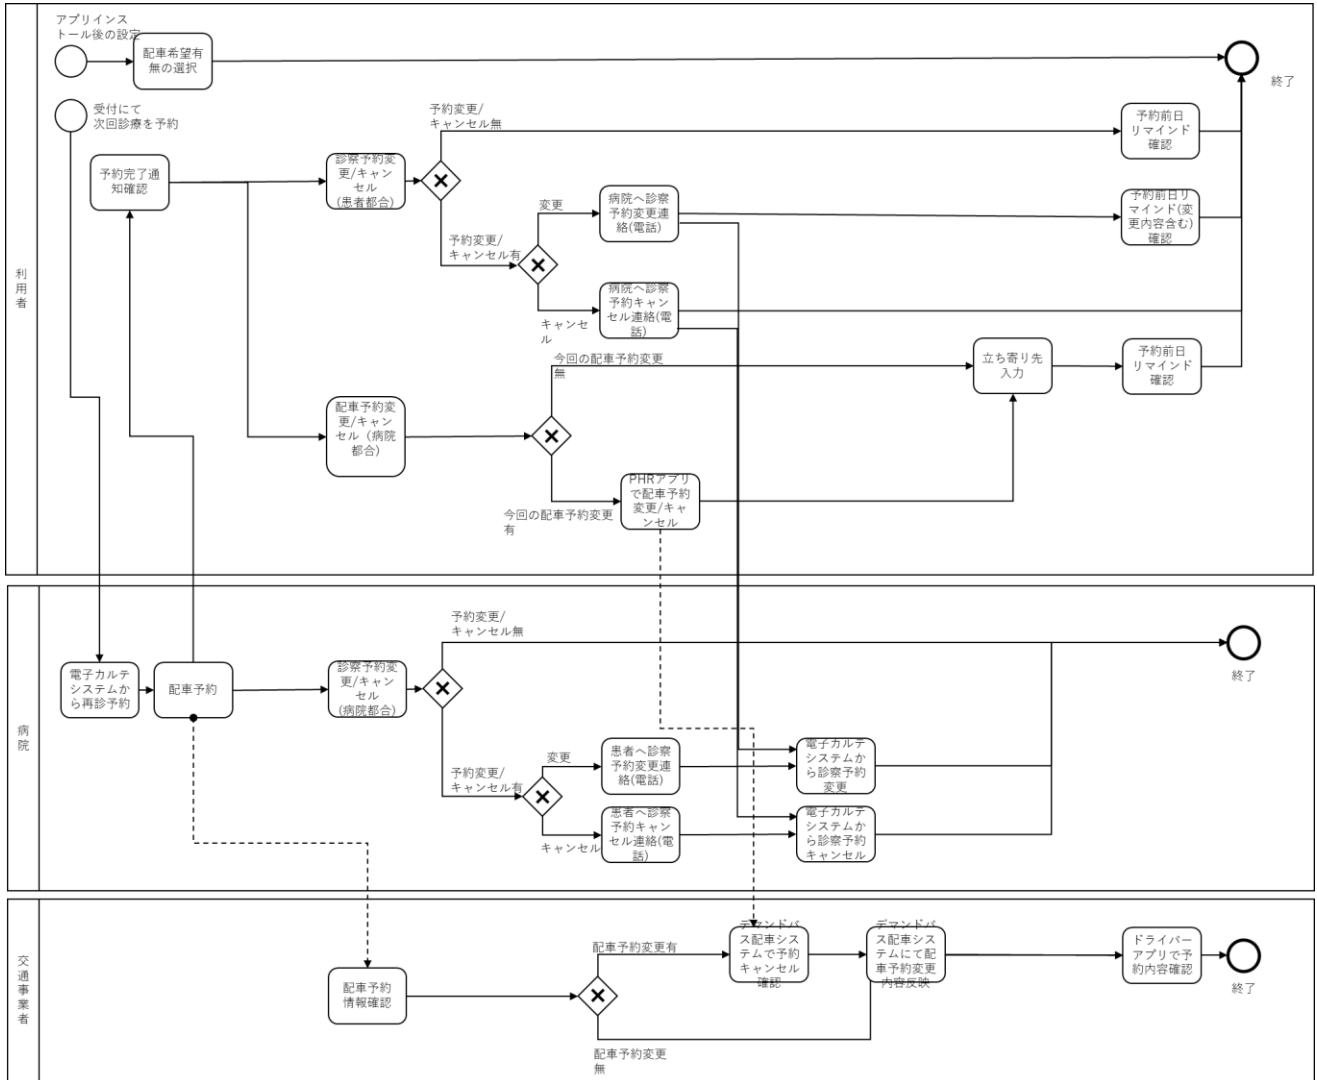 アプリインス
トール後の設定
配車希望有
無の選択
終了
受付にて
次回診療を予約
予約変更/
キャンセル無
予約前日
リマインド
確認
予約完了通
知確認
診察予約変
更/キャン
セル
(患者都合)
変更
病院へ診察
予約変更連
絡(電話)
予約前日リ
マインド(変
更内容含む)
確認
予約変更/
キャンセル有
利
用
者
病院へ診察
予約キャン
セル連絡(電
話)
キャンセ
ル
今回の配車予約変更
無
立ち寄り先
入力
予約前日
リマインド
確認
配車予約変
更/キャン
セル（病院
都合）
PHRアプリ
で配車予約
変更/キャ
ンセル
今回の配車予約変更
有
予約変更/
キャンセル無
電子カルテ
システムか
ら再診予約
配車予約
診察予約変
更/キャン
セル
(病院都合)
終了
病
院
予約変更/
キャンセル有
変更
患者へ診察
予約変更連
絡(電話)
電子カルテ
システムか
ら診察予約
変更
キャンセル
患者へ診察
予約キャン
セル連絡(電
話)
電子カルテ
システムか
ら診察予約
キャンセル
交
通
事
業
者
配車予約
情報確認
配車予約変更有
デマンドバ
ス配車シス
テムで予約
キャンセル
確認
デマンドバ
ス配車シス
テムにて配
車予約変更
内容反映
ドライバー
アプリで予
約内容確認
終了
配車予約変更
無